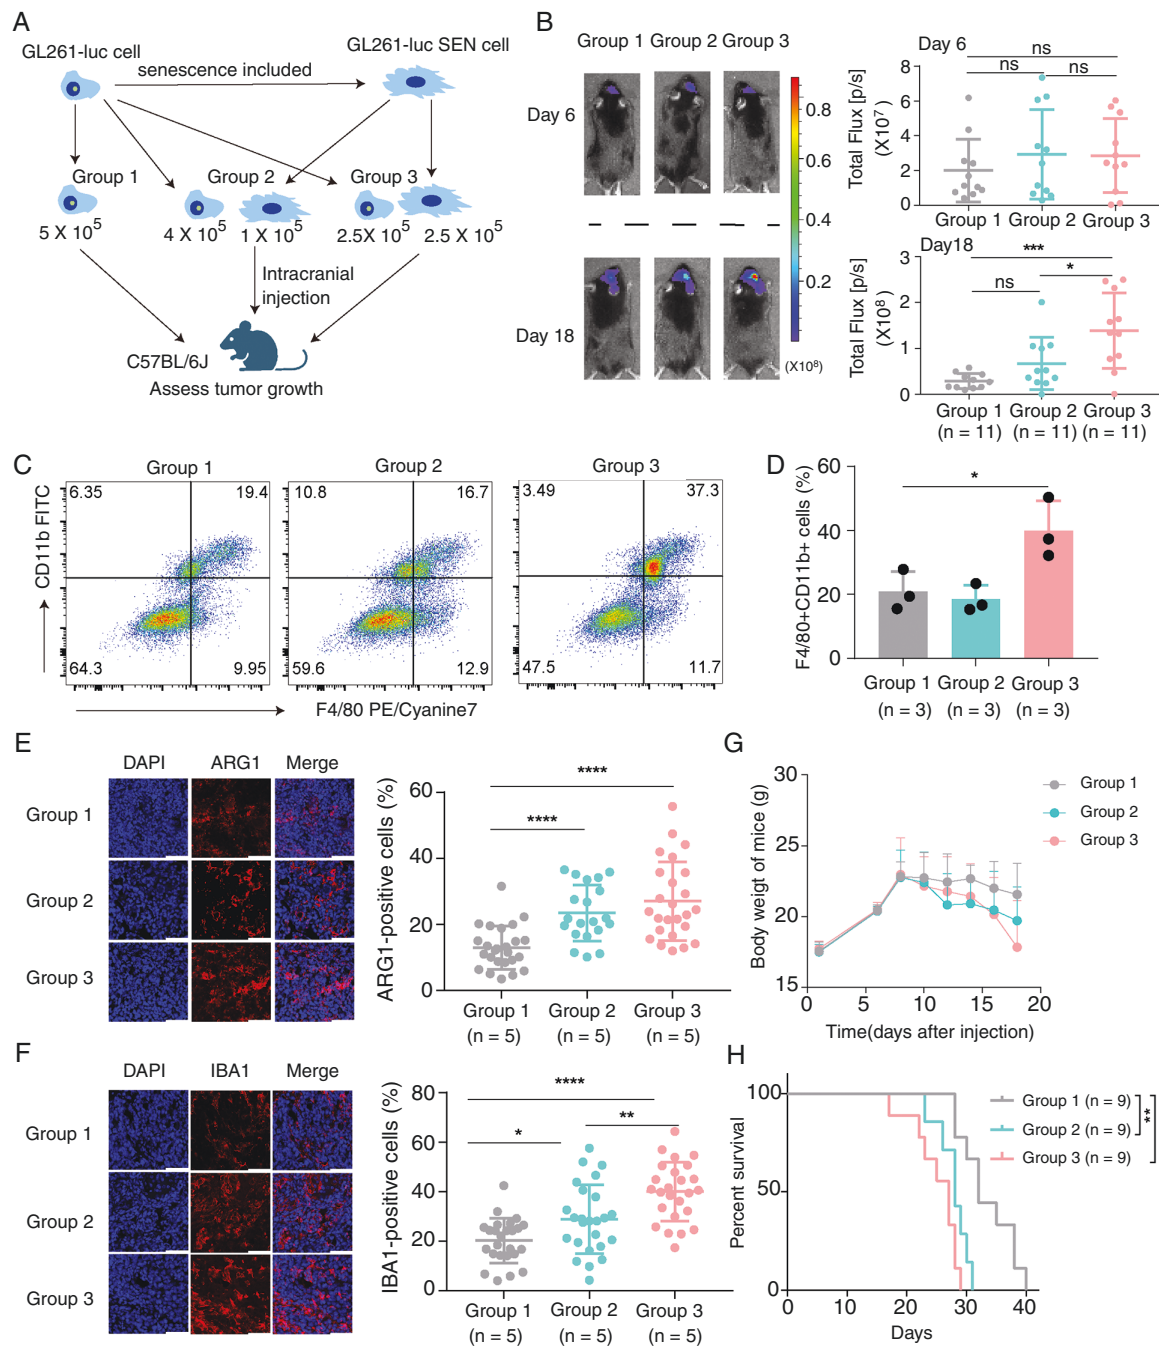 A
GL261-luc cell
GL261-luc SEN cell
senescence included
Group 1
Group 2
Group 3
5 X 10^5
4 X 10^5
1 X 10^5
2.5X 10^5
2.5 X 10^5
Intracranial
injection
C57BL/6J
Assess tumor growth
B
Group 1 Group 2 Group 3
Day 6
Day 18
0.8
0.6
0.4
0.2
(X10^8)
Day 6
ns
ns
ns
Total Flux [p/s]
(X10^7)
8
6
4
2
0
Group 1 Group 2 Group 3
Day18
***
*
ns
Total Flux [p/s]
(X10^8)
3
2
1
0
Group 1 Group 2 Group 3
(n = 11) (n = 11) (n = 11)
C
Group 1
Group 2
Group 3
CD11b FITC
6.35
19.4
64.3
9.95
10.8
16.7
59.6
12.9
3.49
37.3
47.5
11.7
F4/80 PE/Cyanine7
D
F4/80+CD11b+ cells (%)
60
40
20
0
*
Group 1 Group 2 Group 3
(n = 3) (n = 3) (n = 3)
E
DAPI ARG1 Merge
Group 1
Group 2
Group 3
ARG1-positive cells (%)
60
40
20
0
****
****
Group 1 Group 2 Group 3
(n = 5) (n = 5) (n = 5)
F
DAPI IBA1 Merge
Group 1
Group 2
Group 3
IBA1-positive cells (%)
80
60
40
20
0
****
**
*
Group 1 Group 2 Group 3
(n = 5) (n = 5) (n = 5)
G
Body weigt of mice (g)
30
25
20
15
0 5 10 15 20
Time(days after injection)
Group 1
Group 2
Group 3
H
Percent survival
100
50
0
0 10 20 30 40
Days
Group 1 (n = 9)
Group 2 (n = 9)
Group 3 (n = 9)
**